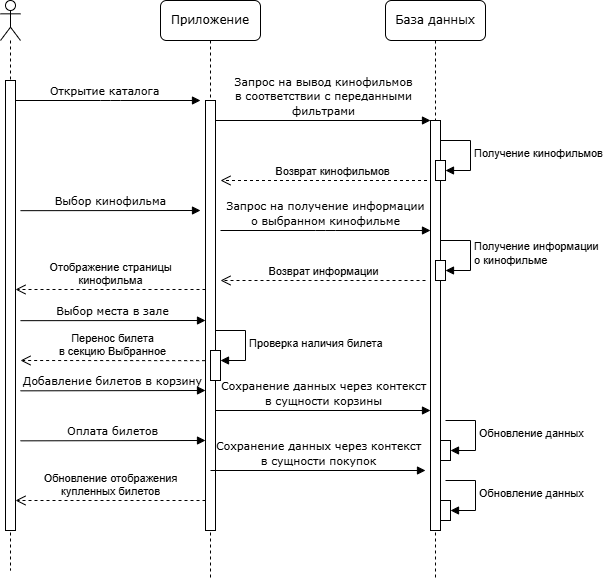 Приложение
База данных
Открытие каталога
Запрос на вывод кинофильмов
в соответствии с переданными
фильтрами
Получение кинофильмов
Возврат кинофильмов
Выбор кинофильма
Запрос на получение информации
о выбранном кинофильме
Получение информации
о кинофильме
Отображение страницы
кинофильма
Возврат информации
Выбор места в зале
Перенос билета
в секцию Выбранное
Проверка наличия билета
Добавление билетов в корзину
Сохранение данных через контекст
в сущности корзины
Оплата билетов
Обновление данных
Сохранение данных через контекст
в сущности покупок
Обновление отображения
купленных билетов
Обновление данных